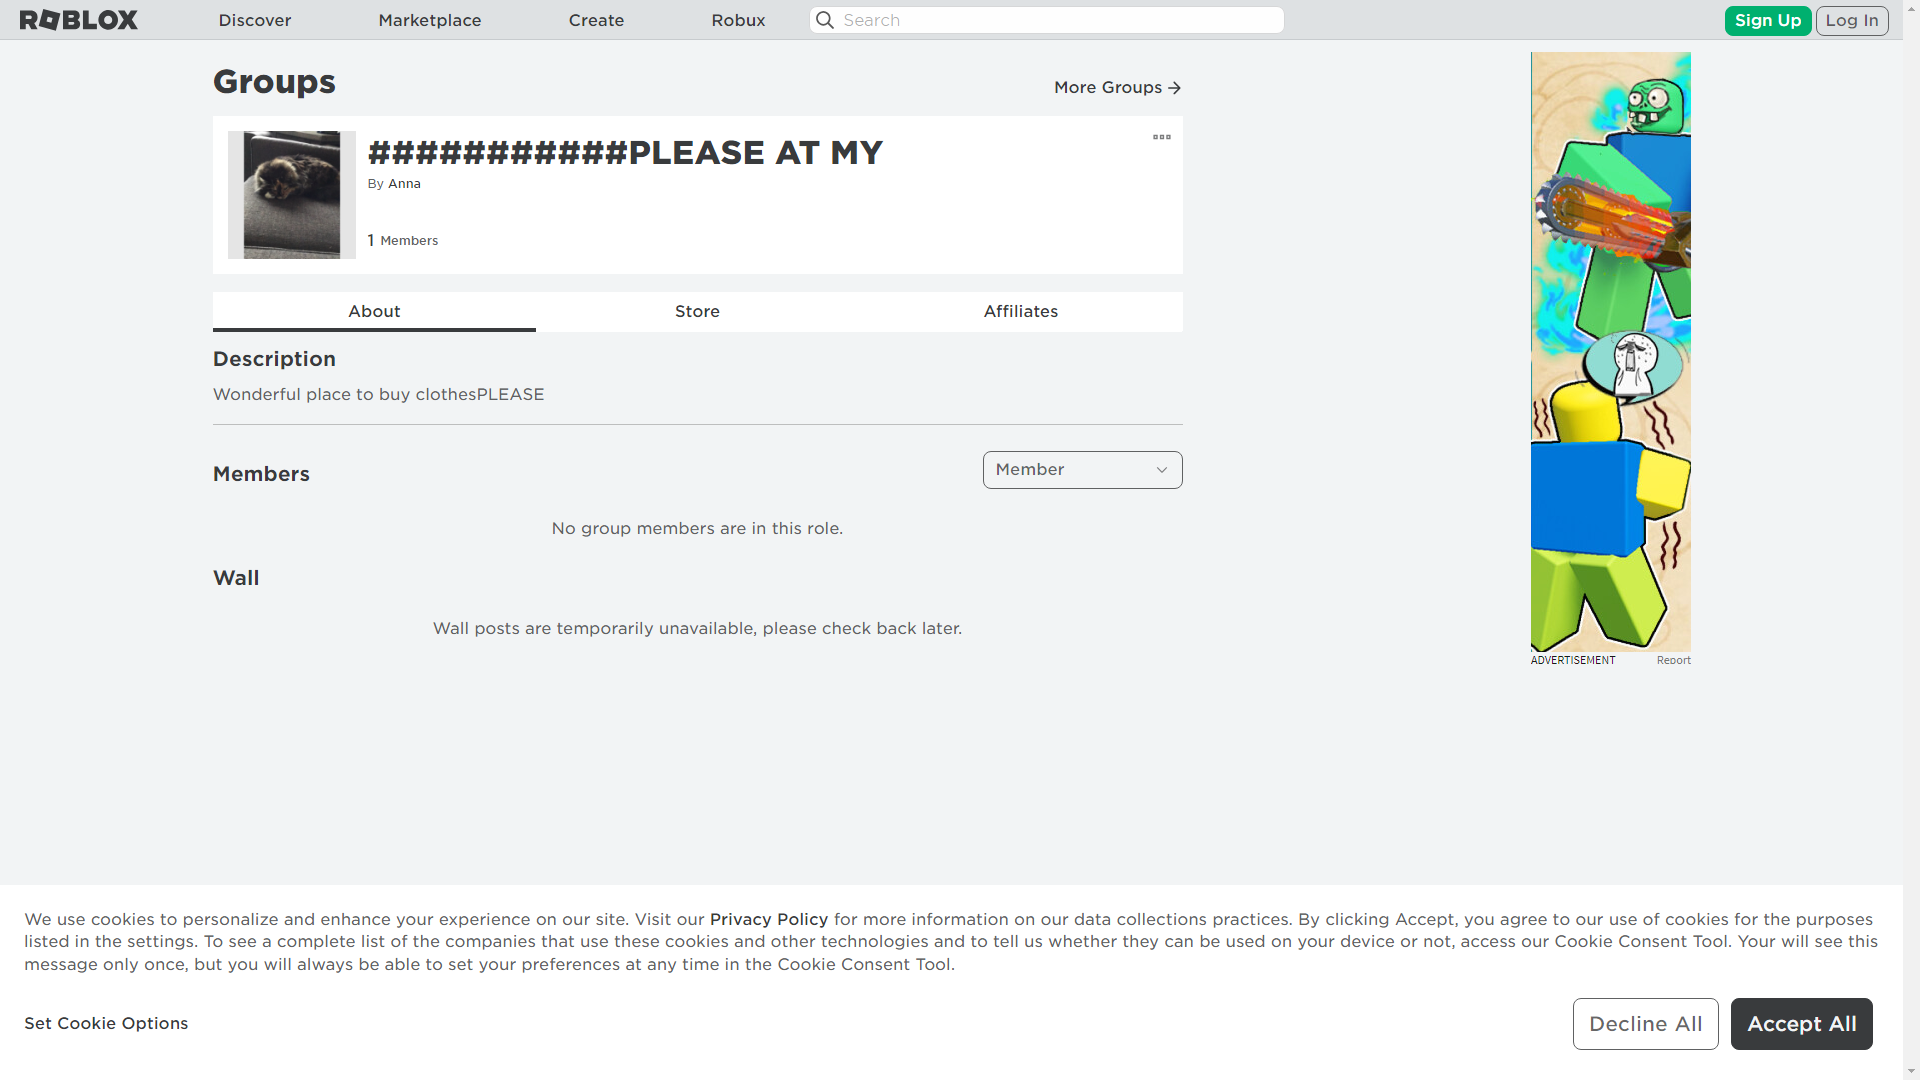 ROBLOX
Discover
Marketplace
Create
Robux
Search
Sign Up
Log In
Groups
More Groups
###########PLEASE AT MY
By Anna
1 Members
About
Store
Affiliates
Description
Wonderful place to buy clothesPLEASE
Members
Member
No group members are in this role.
Wall
Wall posts are temporarily unavailable, please check back later.
ADVERTISEMENT
Report
We use cookies to personalize and enhance your experience on our site. Visit our Privacy Policy for more information on our data collections practices. By clicking Accept, you agree to our use of cookies for the purposes
listed in the settings. To see a complete list of the companies that use these cookies and other technologies and to tell us whether they can be used on your device or not, access our Cookie Consent Tool. Your will see this
message only once, but you will always be able to set your preferences at any time in the Cookie Consent Tool.
Set Cookie Options
Decline All
Accept All